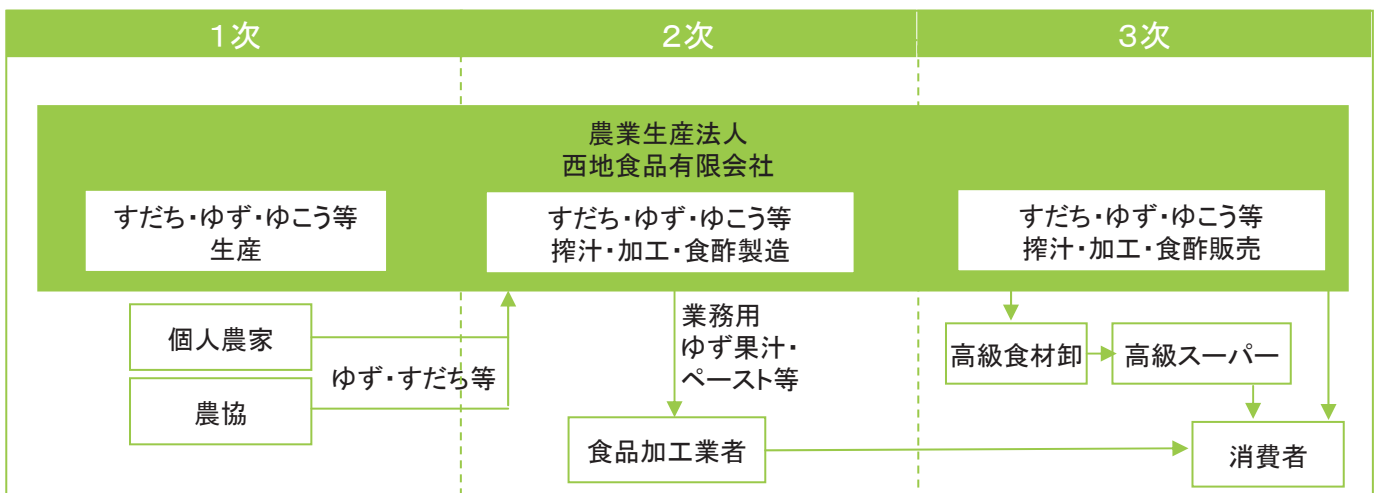 1次
2次
3次
農業生産法人
西地食品有限会社
すだち・ゆず・ゆこう等
生産
すだち・ゆず・ゆこう等
搾汁・加工・食酢製造
すだち・ゆず・ゆこう等
搾汁・加工・食酢販売
個人農家
農協
ゆず・すだち等
業務用
ゆず果汁・
ペースト等
食品加工業者
高級食材卸
高級スーパー
消費者